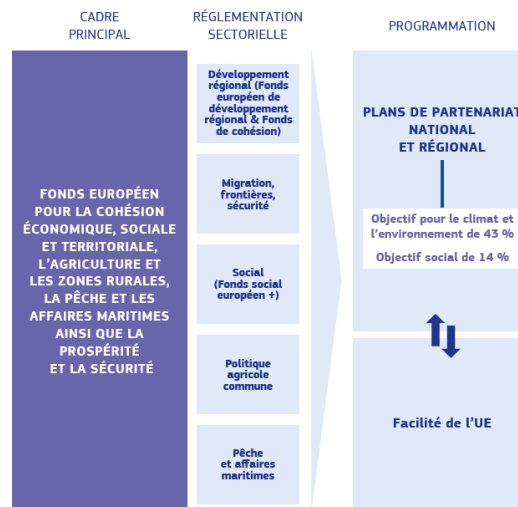 CADRE
PRINCIPAL
RÉGLEMENTATION
SECTORIELLE
PROGRAMMATION
FONDS EUROPÉEN
POUR LA COHÉSION
ÉCONOMIQUE, SOCIALE
ET TERRITORIALE,
L'AGRICULTURE ET
LES ZONES RURALES,
LA PÊCHE ET LES
AFFAIRES MARITIMES
AINSI QUE LA
PROSPÉRITÉ
ET LA SÉCURITÉ
Développement
régional (Fonds
européen de
développement
régional & Fonds
de cohésion)
Migration,
frontières,
sécurité
Social
(Fonds social
européen +)
Politique
agricole
commune
Pêche
et affaires
maritimes
PLANS DE PARTENARIAT
NATIONAL
ET RÉGIONAL
Objectif pour le climat et
l'environnement de 43 %
Objectif social de 14 %
Facilité de l'UE